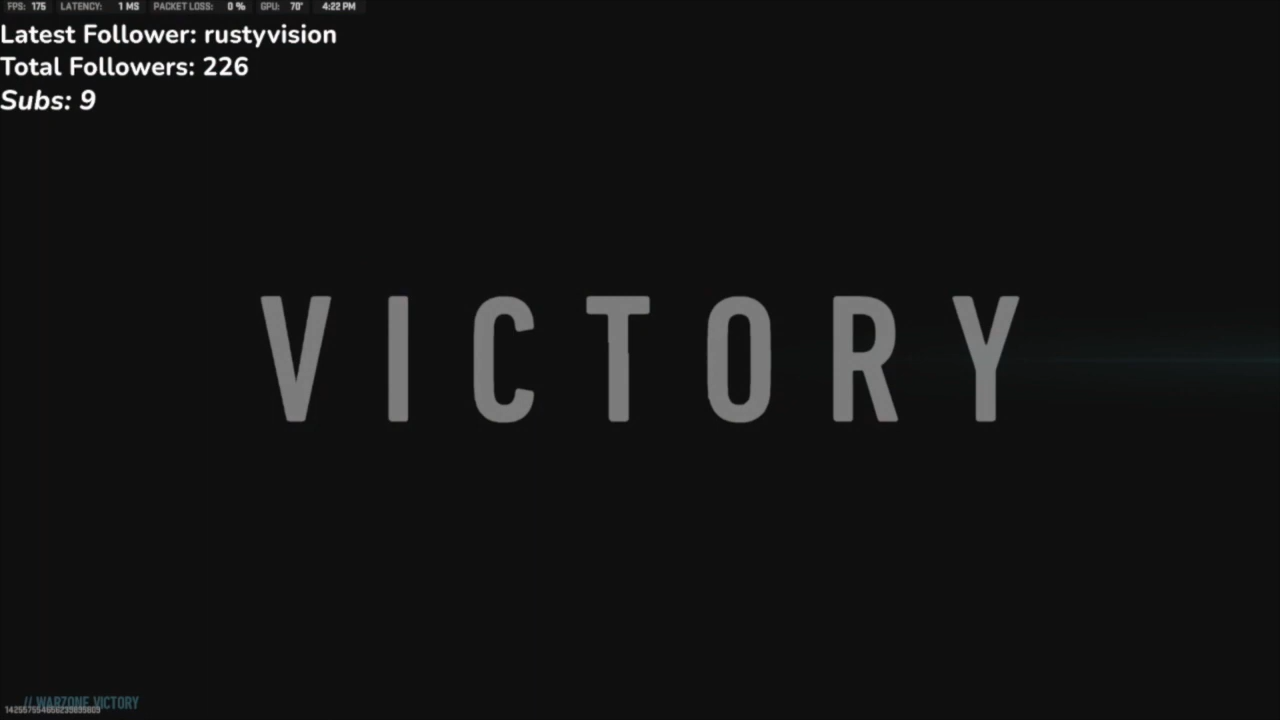 FPS: 175 LATENCY: 1 MS PACKET LOSS: 0 % GPU: 70° 4:22 PM
Latest Follower: rustyvision
Total Followers: 226
Subs: 9
VICTORY
// WARZONE VICTORY